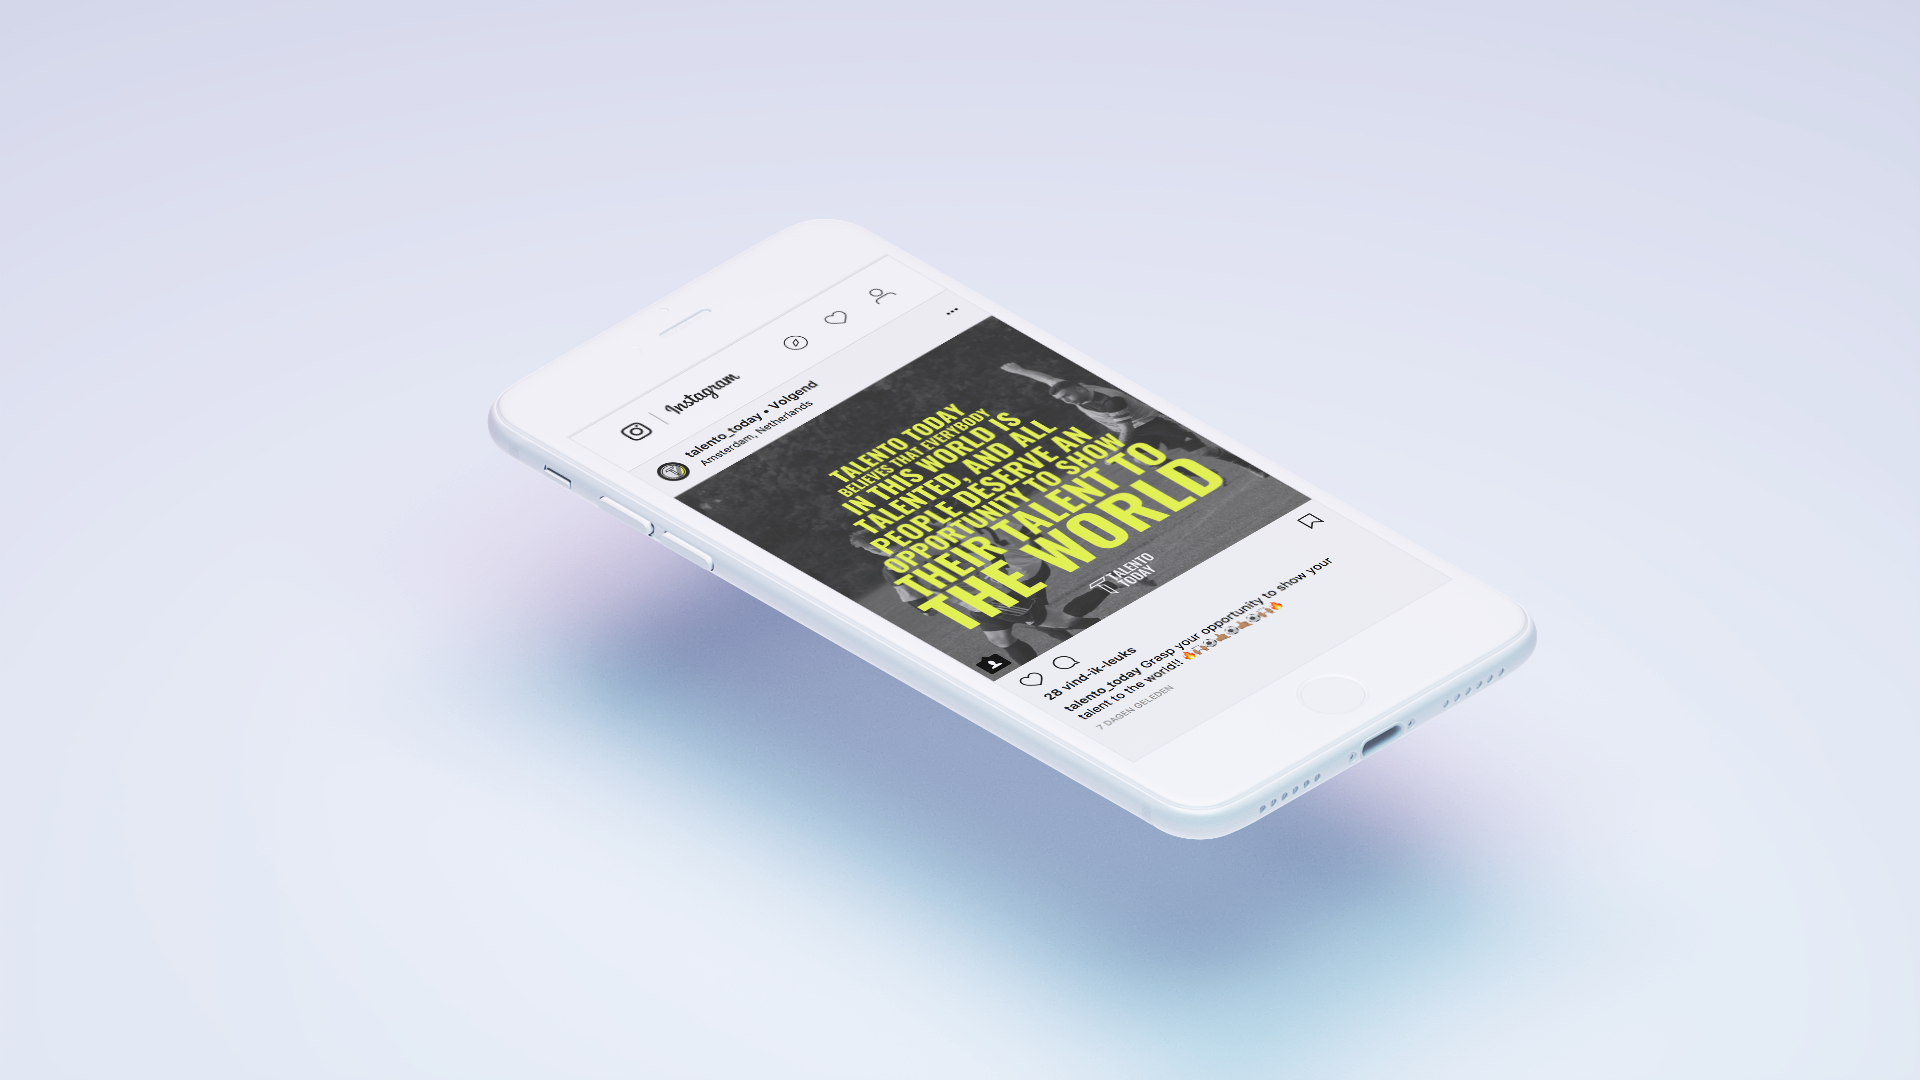 Instagram
talento_today • Volgend
Amsterdam, Netherlands
TALENTO TODAY
BELIEVES THAT EVERYBODY
IN THIS WORLD IS
TALENTED, AND ALL
PEOPLE DESERVE AN
OPPORTUNITY TO SHOW
THEIR TALENT TO
THE WORLD
TALENTO
TODAY
28 vind-ik-leuks
talento_today Grasp your opportunity to show your
talent to the world!!
7 DAGEN GELEDEN